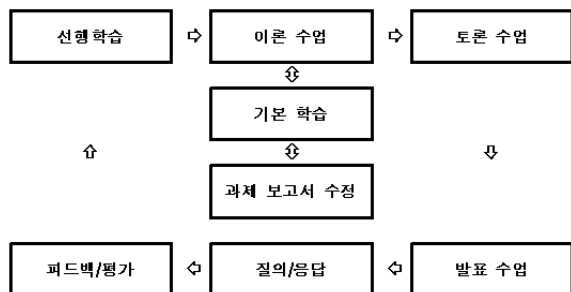 선행학습 ⇨ 이론 수업 ⇨ 토론 수업
⇳
기본 학습
⇧ ⇳ ⇩
과제 보고서 수정
피드백/평가 ⇦ 질의/응답 ⇦ 발표 수업